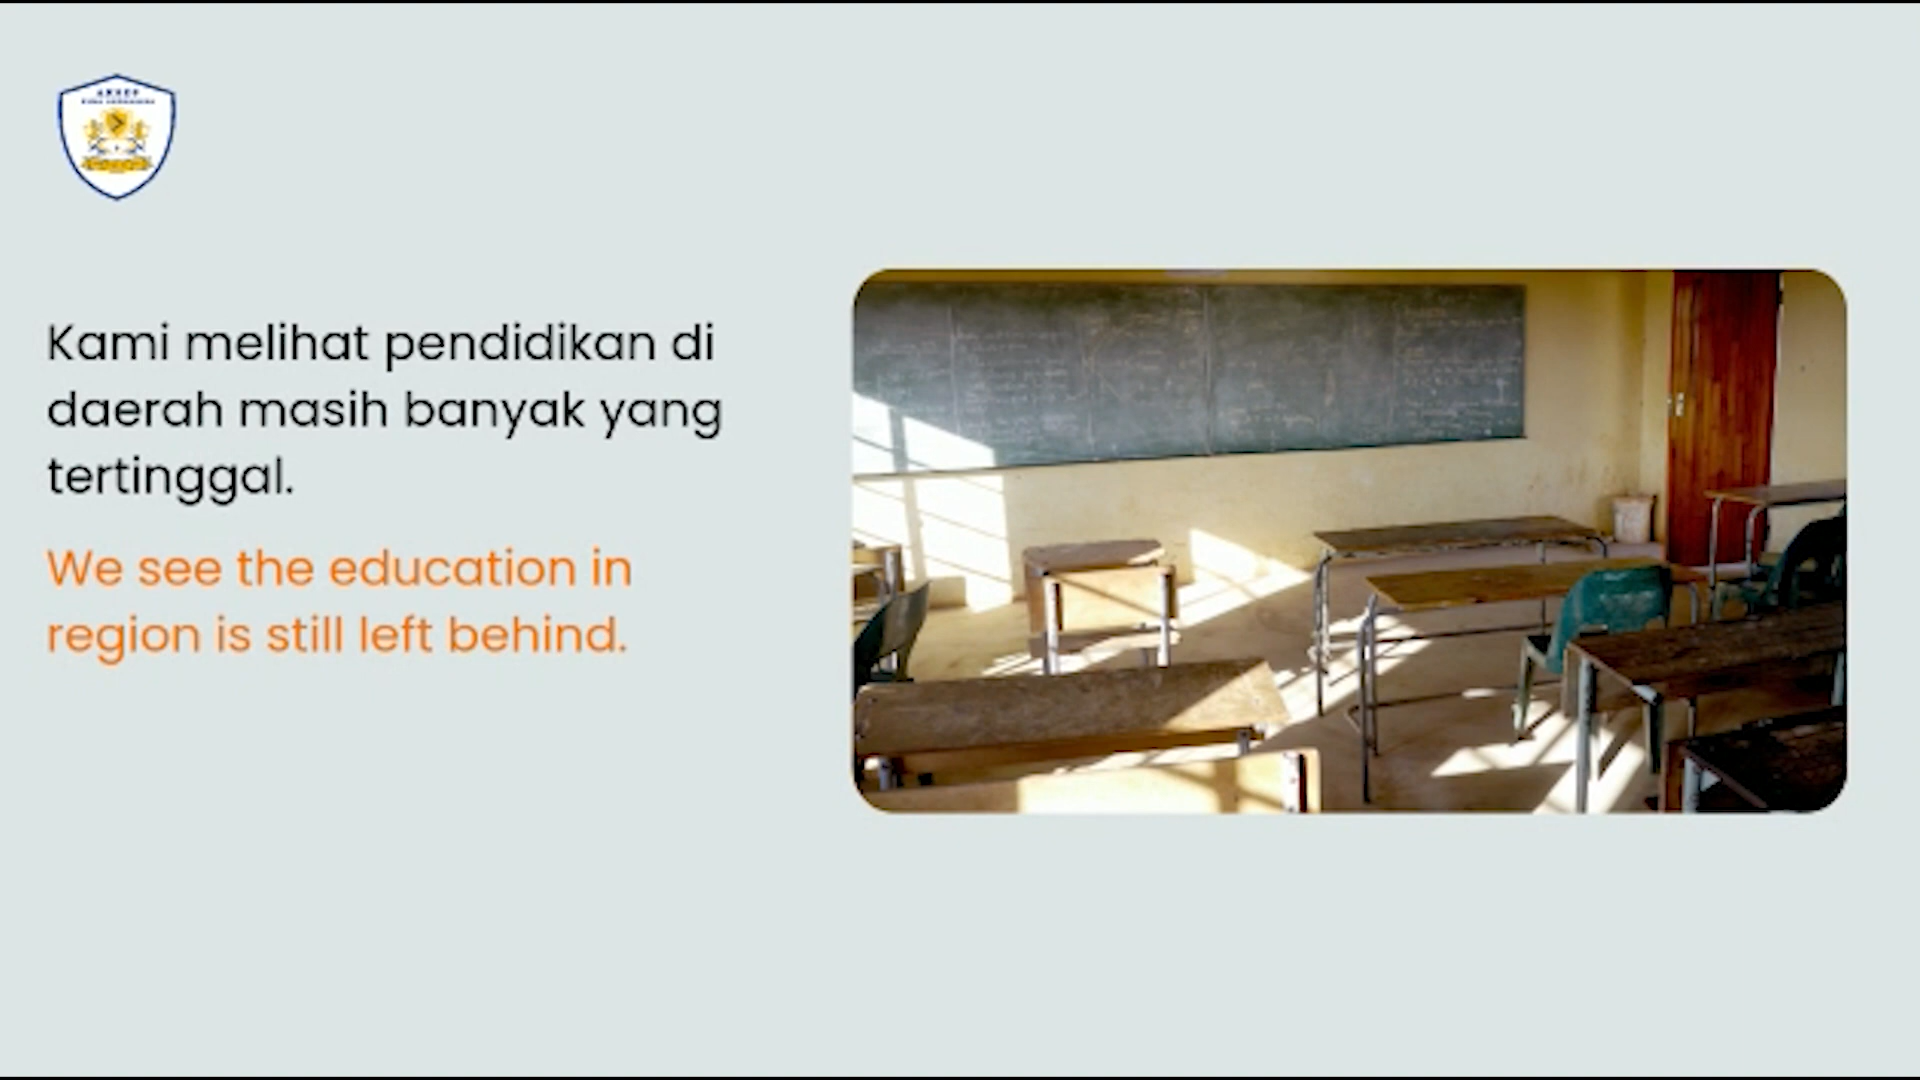 Kami melihat pendidikan di
daerah masih banyak yang
tertinggal.
We see the education in
region is still left behind.